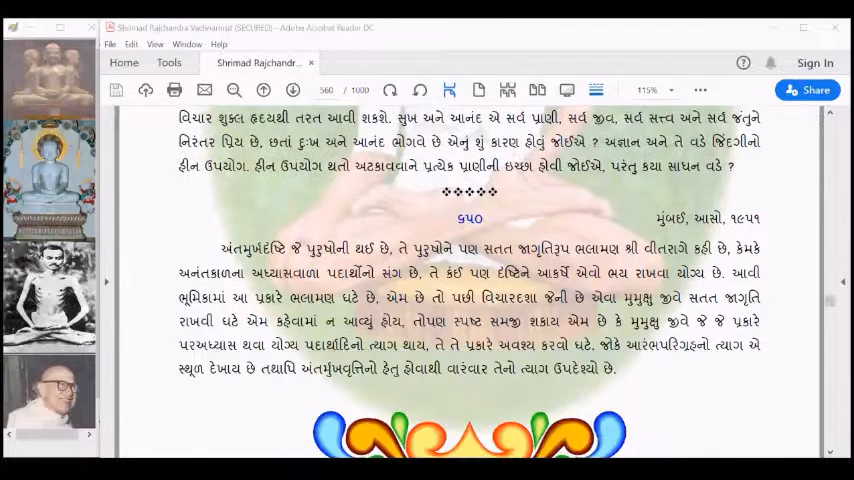 Shrimad Rajchandra Vachnamrut (SECURED) - Adobe Acrobat Reader DC
File Edit View Window Help
Home Tools Shrimad Rajchandr... × Sign In
560 / 1000 115% Share
વિચાર શુક્લ હૃદયથી તરત આવી શકશે. સુખ અને આનંદ એ સર્વ પ્રાણી, સર્વ જીવ, સર્વ સત્ત્વ અને સર્વ જંતુને
નિરંતર પ્રિય છે, છતાં દુઃખ અને આનંદ ભોગવે છે એનું શું કારણ હોવું જોઈએ ? અજ્ઞાન અને તે વડે જિંદગીનો
હીન ઉપયોગ. હીન ઉપયોગ થતો અટકાવવાને પ્રત્યેક પ્રાણીની ઇચ્છા હોવી જોઈએ, પરંતુ કયા સાધન વડે ?
૬૫૦ મુંબઈ, આસો, ૧૯૫૧
અંતર્મુખદૃષ્ટિ જે પુરુષોની થઈ છે, તે પુરુષોને પણ સતત જાગૃતિરૂપ ભલામણ શ્રી વીતરાગે કહી છે, કેમકે
અનંતકાળના અધ્યાસવાળા પદાર્થોનો સંગ છે, તે કંઈ પણ દૃષ્ટિને આકર્ષે એવો ભય રાખવા યોગ્ય છે. આવી
ભૂમિકામાં આ પ્રકારે ભલામણ ઘટે છે, એમ છે તો પછી વિચારદશા જેની છે એવા મુમુક્ષુ જીવે સતત જાગૃતિ
રાખવી ઘટે એમ કહેવામાં ન આવ્યું હોય, તોપણ સ્પષ્ટ સમજી શકાય એમ છે કે મુમુક્ષુ જીવે જે જે પ્રકારે
પરઅધ્યાસ થવા યોગ્ય પદાર્થાદિનો ત્યાગ થાય, તે તે પ્રકારે અવશ્ય કરવો ઘટે. જોકે આરંભપરિગ્રહનો ત્યાગ એ
સ્થૂળ દેખાય છે તથાપિ અંતર્મુખવૃત્તિનો હેતુ હોવાથી વારંવાર તેનો ત્યાગ ઉપદેશ્યો છે.